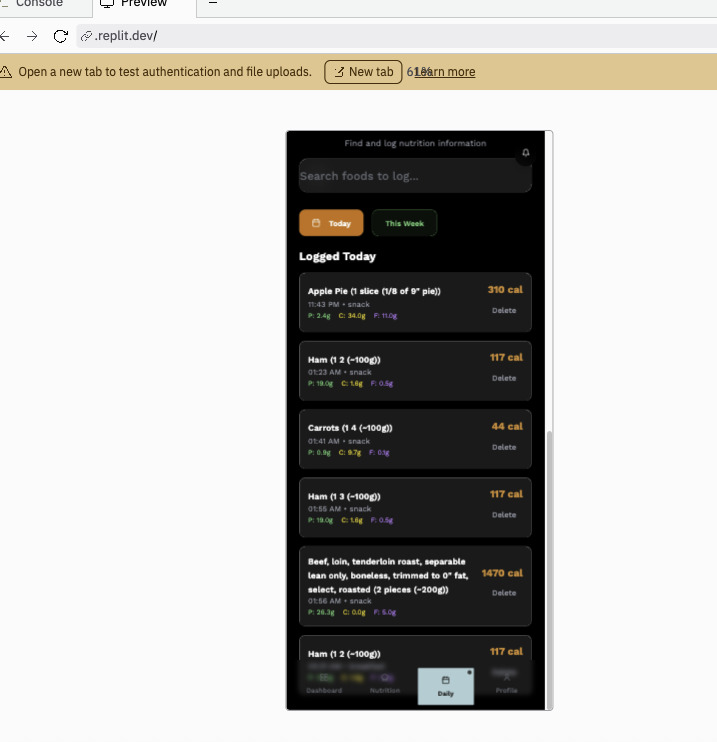 Console
Preview
.replit.dev/
Open a new tab to test authentication and file uploads.
New tab
Learn more
Find and log nutrition information
Search foods to log...
Today
This Week
Logged Today
Apple Pie (1 slice (1/8 of 9" pie))
310 cal
11:43 PM • snack
Delete
P: 2.4g C: 34.0g F: 11.0g
Ham (1 2 (~100g))
117 cal
01:23 AM • snack
Delete
P: 19.0g C: 1.6g F: 0.5g
Carrots (1 4 (~100g))
44 cal
01:41 AM • snack
Delete
P: 0.9g C: 9.7g F: 0.1g
Ham (1 3 (~100g))
117 cal
01:55 AM • snack
Delete
P: 19.0g C: 1.6g F: 0.5g
Beef, loin, tenderloin roast, separable
lean only, boneless, trimmed to 0" fat,
select, roasted (2 pieces (~200g))
1470 cal
01:56 AM • snack
Delete
P: 26.3g C: 0.0g F: 5.0g
Ham (1 2 (~100g))
117 cal
Dashboard
Nutrition
Daily
Profile